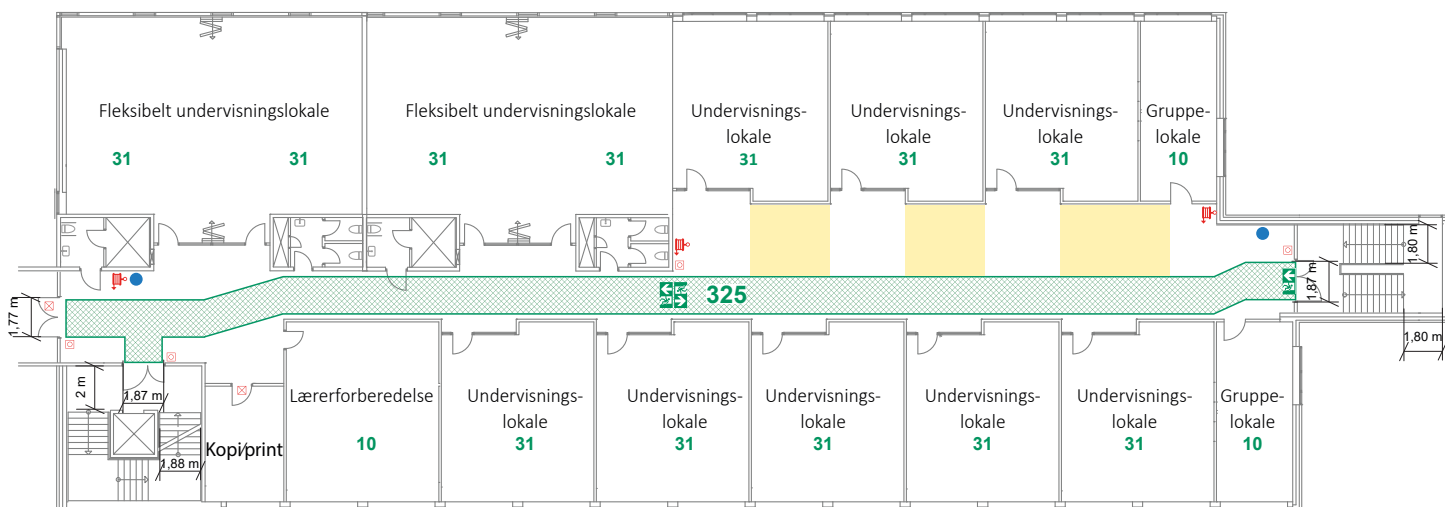 Fleksibelt undervisningslokale
31
31
Fleksibelt undervisningslokale
31
31
Undervisnings-
lokale
31
Undervisnings-
lokale
31
Undervisnings-
lokale
31
Gruppe-
lokale
10
1,80 m
1,87 m
1,80 m
325
1,77 m
2 m
1,87 m
1,88 m
Kopi/print
Lærerforberedelse
10
Undervisnings-
lokale
31
Undervisnings-
lokale
31
Undervisnings-
lokale
31
Undervisnings-
lokale
31
Undervisnings-
lokale
31
Gruppe-
lokale
10